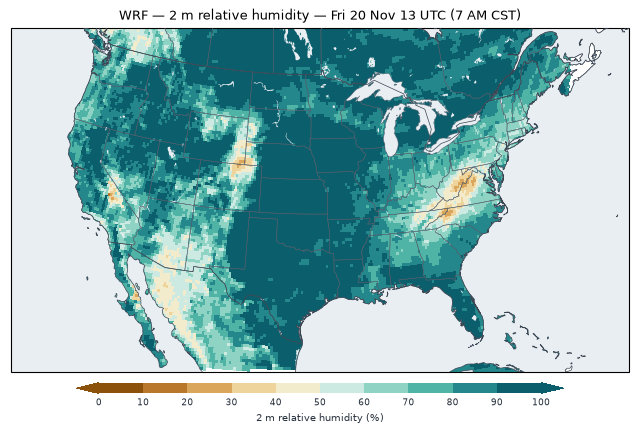 WRF — 2 m relative humidity — Fri 20 Nov 13 UTC (7 AM CST)
0 10 20 30 40 50 60 70 80 90 100
2 m relative humidity (%)